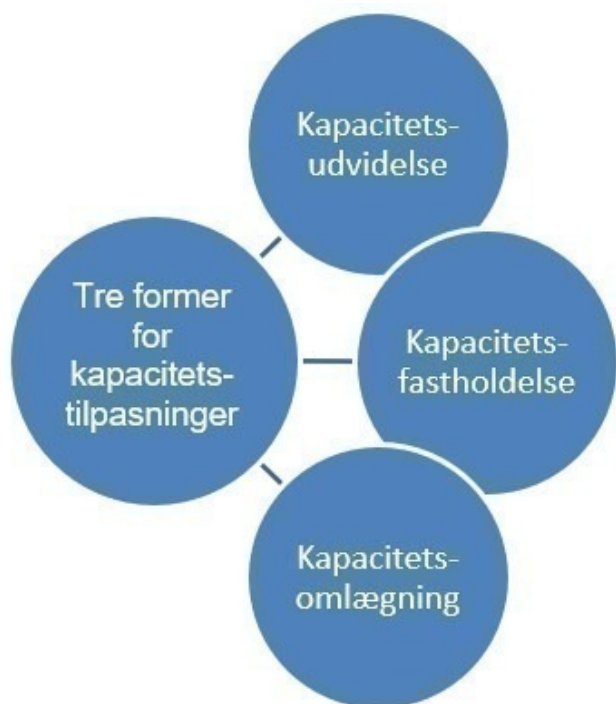 Tre former
for
kapacitets-
tilpasninger
Kapacitets-
udvidelse
Kapacitets-
fastholdelse
Kapacitets-
omlægning